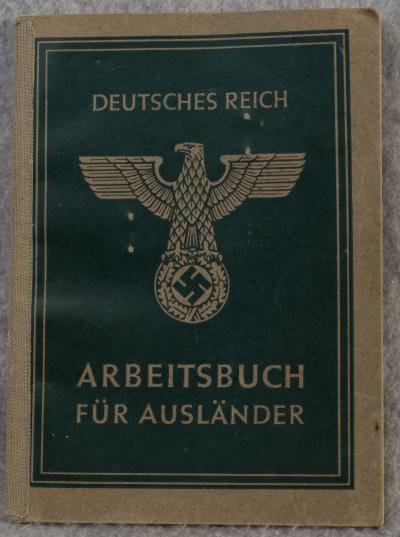 DEUTSCHES REICH
ARBEITSBUCH
FÜR AUSLÄNDER